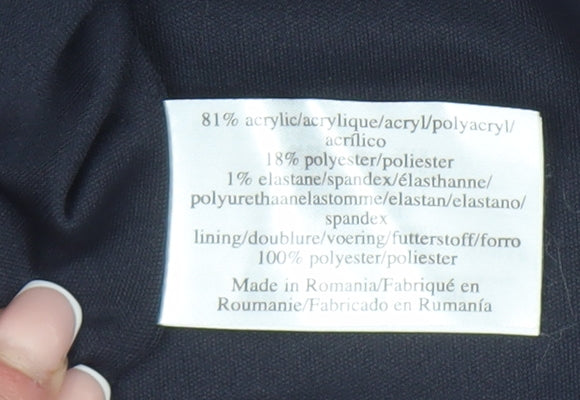 81% acrylic/acrylique/acryl/polyacryl/
acrílico
18% polyester/poliester
1% elastane/spandex/élasthanne/
polyurethaanelastomme/elastan/elastano/
spandex
lining/doublure/voering/futterstoff/forro
100% polyester/poliester
Made in Romania/Fabriqué en
Roumanie/Fabricado en Rumanía